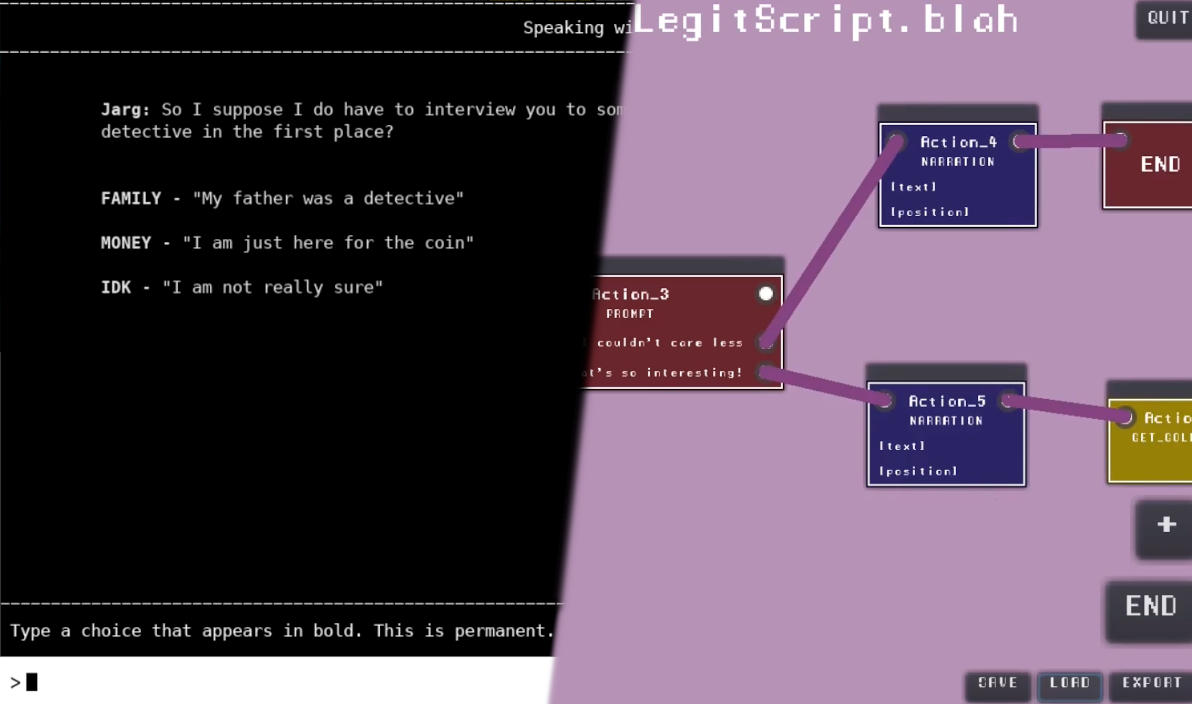 Speaking wi
LegitScript.blah
QUIT
Jarg: So I suppose I do have to interview you to som
detective in the first place?
FAMILY - "My father was a detective"
MONEY - "I am just here for the coin"
IDK - "I am not really sure"
Action_4
NARRATION
[text]
[position]
END
Action_3
PROMPT
couldn't care less
at's so interesting!
Action_5
NARRATION
[text]
[position]
Actio
GET_GOL
+
END
Type a choice that appears in bold. This is permanent.
>
SAVE
LOAD
EXPORT